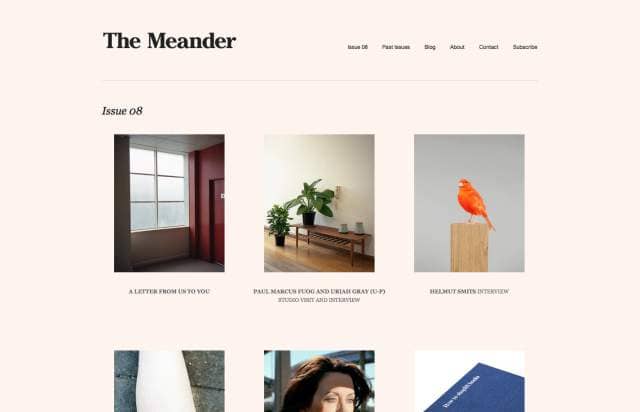 The Meander
Issue 08
Past Issues
Blog
About
Contact
Subscribe
Issue 08
A LETTER FROM US TO YOU
PAUL MARCUS FUOG AND URIAH GRAY (U-P)
STUDIO VISIT AND INTERVIEW
HELMUT SMITS INTERVIEW